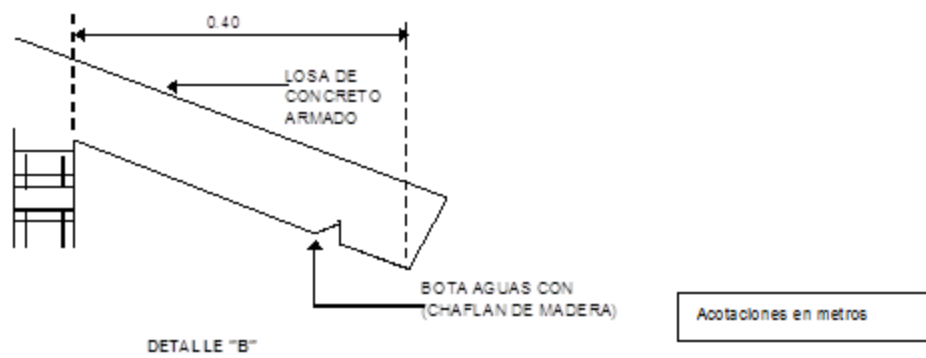 0.40
LOSA DE
CONCRETO
ARMADO
BOTA AGUAS CON
(CHAFLAN DE MADERA)
Acotaciones en metros
DETALLE "B"